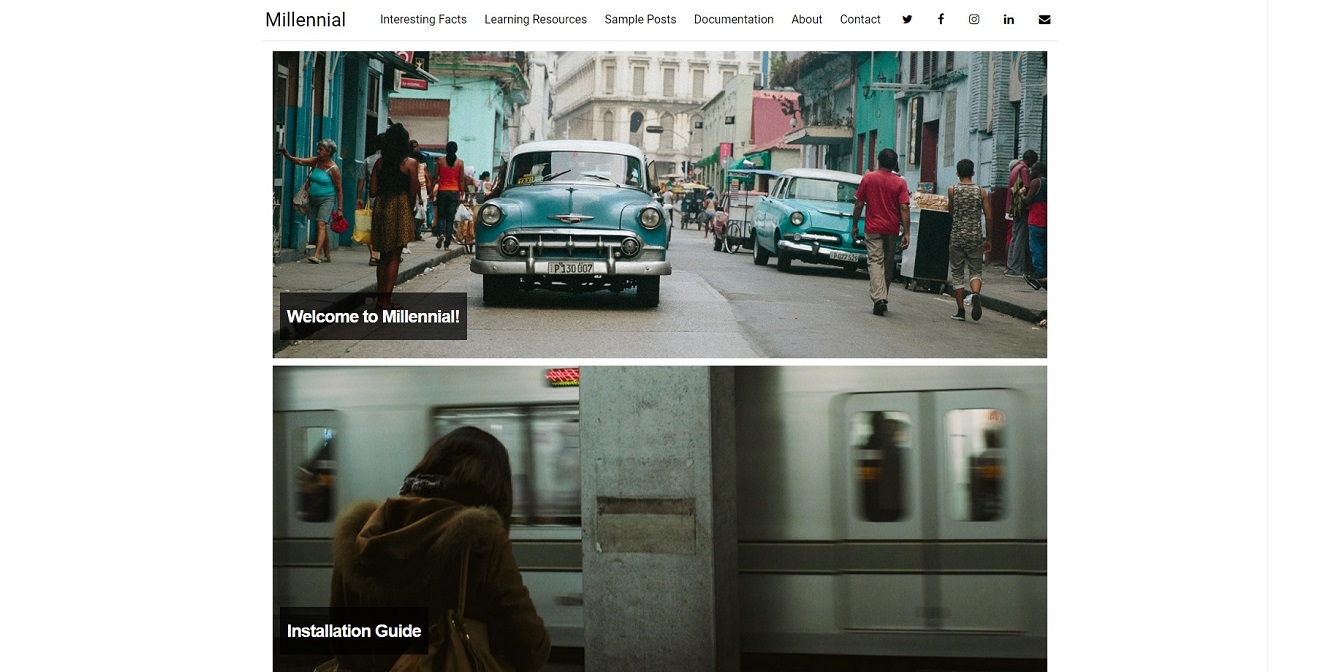 Millennial
Interesting Facts
Learning Resources
Sample Posts
Documentation
About
Contact
Welcome to Millennial!
Installation Guide